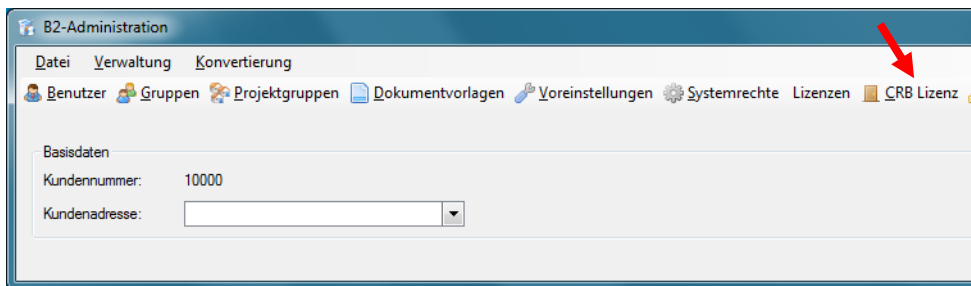 B2-Administration
Datei Verwaltung Konvertierung
Benutzer Gruppen Projektgruppen Dokumentvorlagen Voreinstellungen Systemrechte Lizenzen CRB Lizenz
Basisdaten
Kundennummer: 10000
Kundenadresse: